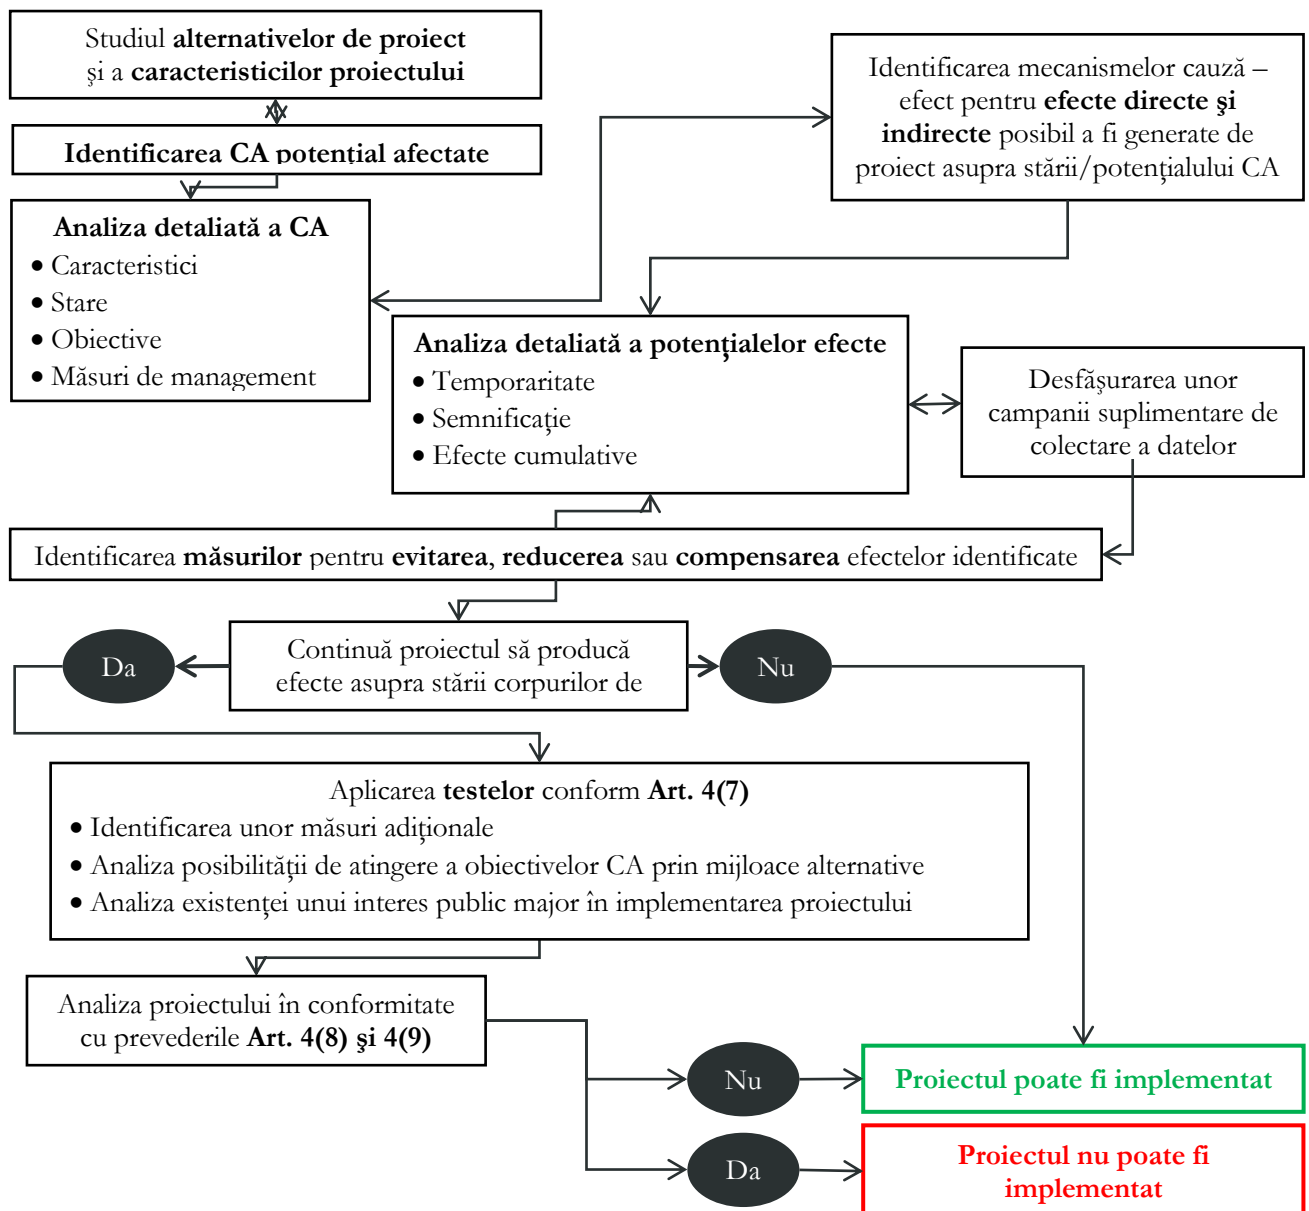 Studiul alternativelor de proiect
şi a caracteristicilor proiectului
Identificarea CA potenţial afectate
Analiza detaliată a CA
• Caracteristici
• Stare
• Obiective
• Măsuri de management
Identificarea mecanismelor cauză –
efect pentru efecte directe şi
indirecte posibil a fi generate de
proiect asupra stării/potenţialului CA
Analiza detaliată a potenţialelor efecte
• Temporaritate
• Semnificaţie
• Efecte cumulative
Desfăşurarea unor
campanii suplimentare de
colectare a datelor
Identificarea măsurilor pentru evitarea, reducerea sau compensarea efectelor identificate
Da
Continuă proiectul să producă
efecte asupra stării corpurilor de
Nu
Aplicarea testelor conform Art. 4(7)
• Identificarea unor măsuri adiţionale
• Analiza posibilităţii de atingere a obiectivelor CA prin mijloace alternative
• Analiza existenţei unui interes public major în implementarea proiectului
Analiza proiectului în conformitate
cu prevederile Art. 4(8) şi 4(9)
Nu
Proiectul poate fi implementat
Da
Proiectul nu poate fi
implementat